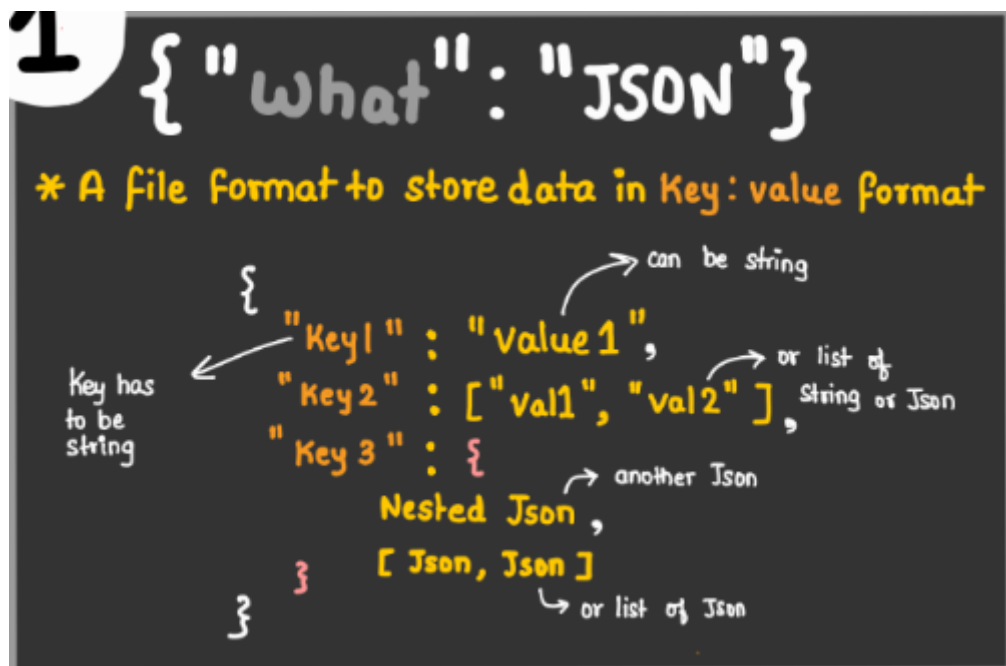 1
{"What": "JSON"}
* A file format to store data in Key: value format
{
can be string
"Key1" : "Value1",
Key has
to be
string
"Key 2" : ["Val1", "val2"],
or list of
string or Json
"Key 3" : {
another Json
Nested Json,
[ Json, Json ]
}
or list of Json
}